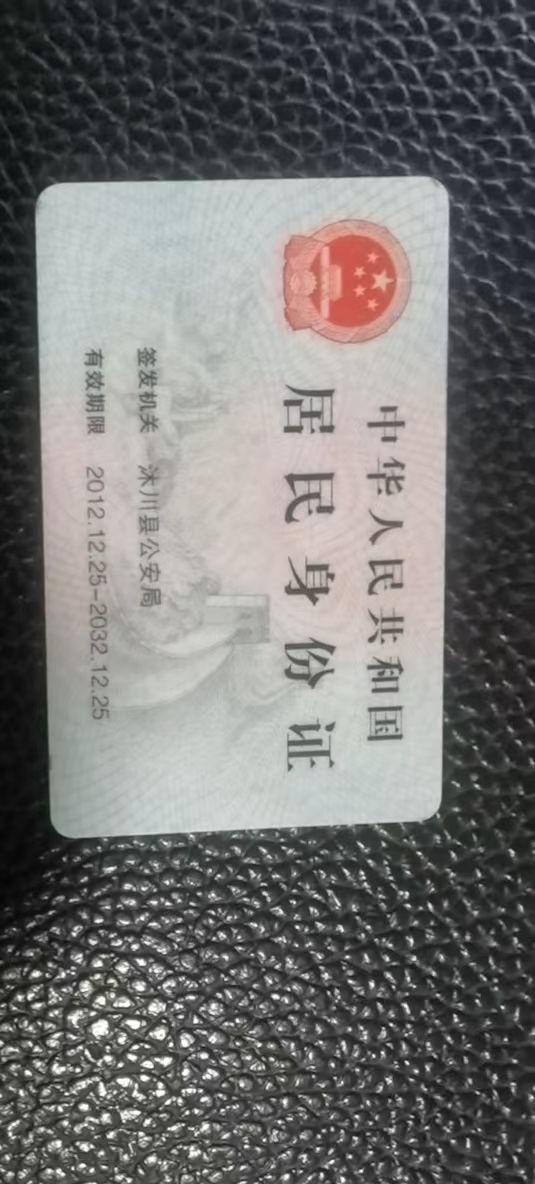 中华人民共和国
居民身份证
签发机关 沐川县公安局
有效期限 2012.12.25-2032.12.25